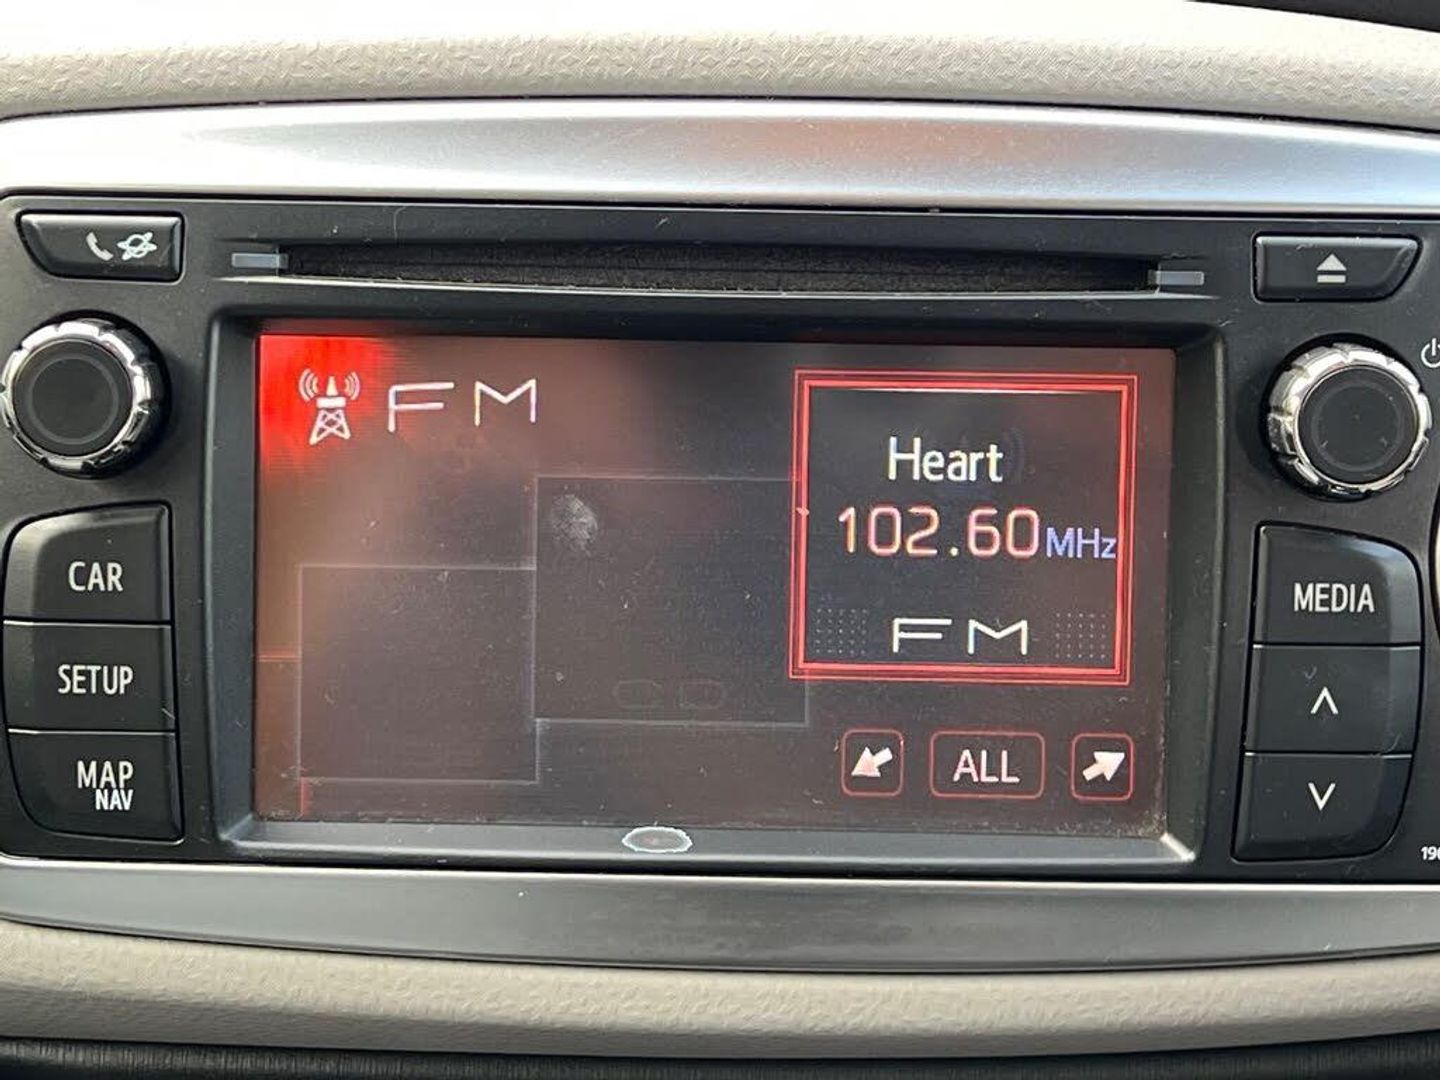 FM
Heart
102.60MHz
FM
ALL
CAR
SETUP
MAP
NAV
MEDIA